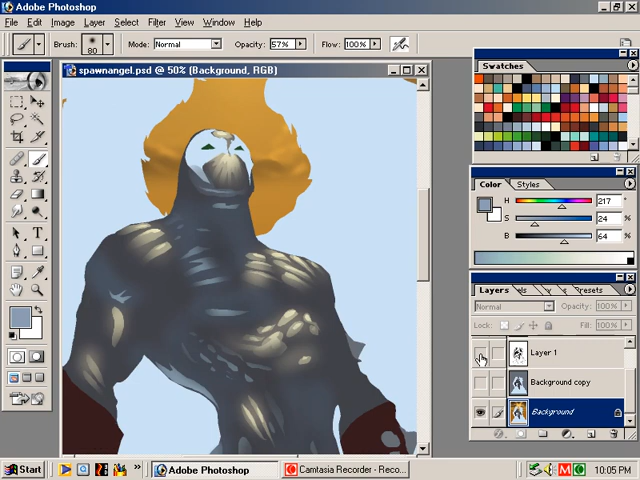 Adobe Photoshop
File Edit Image Layer Select Filter View Window Help
Brush: 80 Mode: Normal Opacity: 57% Flow: 100%
spawnangel.psd @ 50% (Background, RGB)
Swatches
Color Styles
H 217 °
S 24 %
B 64 %
Layers els resets
Normal Opacity: 100%
Lock: Fill: 100%
Layer 1
Background copy
Background
Start Adobe Photoshop Camtasia Recorder - Reco... 10:05 PM